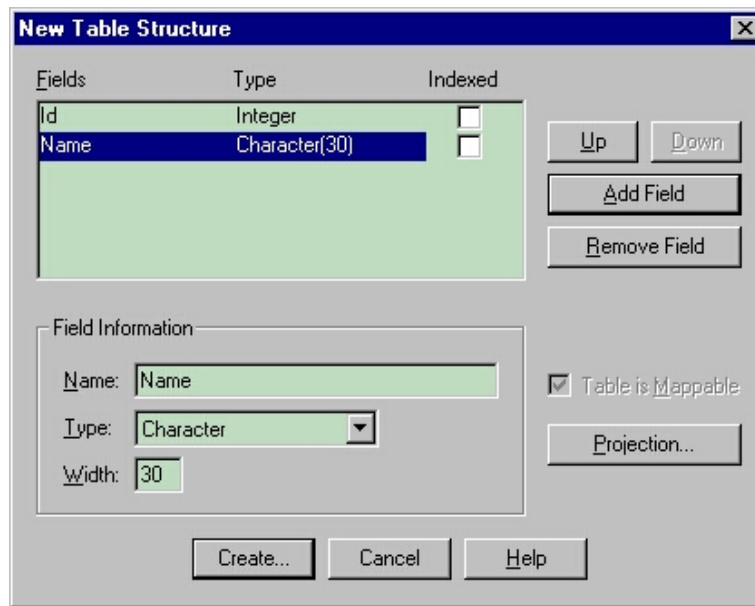 New Table Structure
Fields Type Indexed
Id Integer
Name Character(30)
Up Down
Add Field
Remove Field
Field Information
Name: Name
Table is Mappable
Type: Character
Projection...
Width: 30
Create... Cancel Help